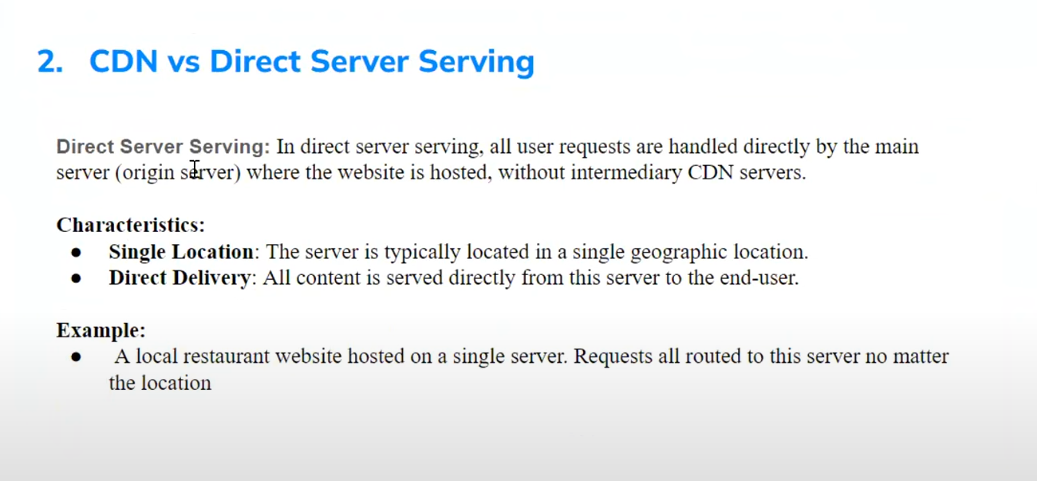 2. CDN vs Direct Server Serving
Direct Server Serving: In direct server serving, all user requests are handled directly by the main
server (origin server) where the website is hosted, without intermediary CDN servers.
Characteristics:
● Single Location: The server is typically located in a single geographic location.
● Direct Delivery: All content is served directly from this server to the end-user.
Example:
● A local restaurant website hosted on a single server. Requests all routed to this server no matter
the location